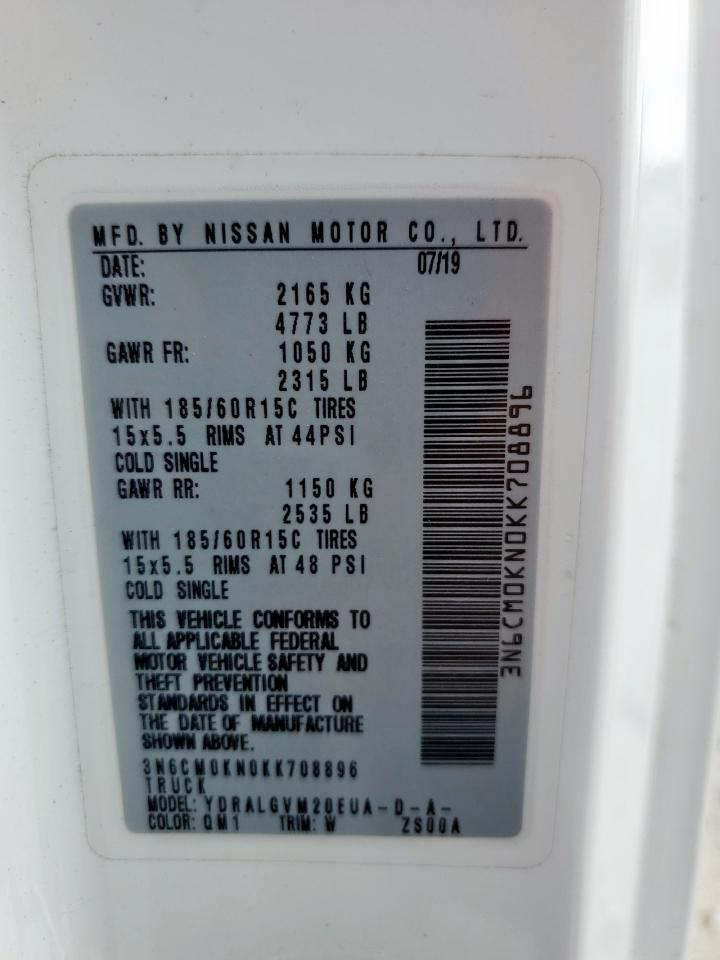 MFD. BY NISSAN MOTOR CO., LTD.
DATE: 07/19
GVWR: 2165 KG
4773 LB
GAWR FR: 1050 KG
2315 LB
WITH 185/60R15C TIRES
15x5.5 RIMS AT 44PSI
COLD SINGLE
GAWR RR: 1150 KG
2535 LB
WITH 185/60R15C TIRES
15x5.5 RIMS AT 48 PSI
COLD SINGLE
THIS VEHICLE CONFORMS TO
ALL APPLICABLE FEDERAL
MOTOR VEHICLE SAFETY AND
THEFT PREVENTION
STANDARDS IN EFFECT ON
THE DATE OF MANUFACTURE
SHOWN ABOVE.
3N6CM0KN0KK708896
TRUCK
MODEL: YDRALGVM20EUA-D-A-
COLOR: QM1 TRIM: W ZS00A
3N6CM0KN0KK708896